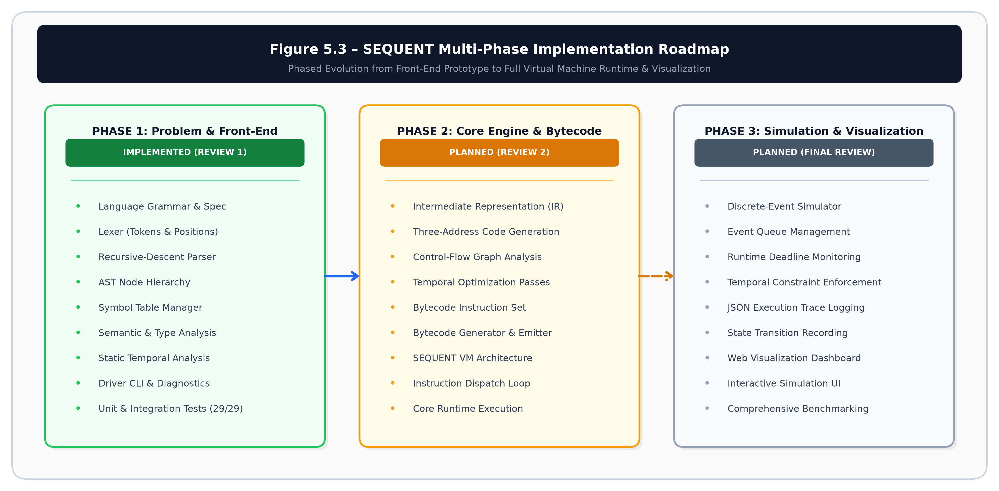 Figure 5.3 – SEQUENT Multi-Phase Implementation Roadmap
Phased Evolution from Front-End Prototype to Full Virtual Machine Runtime & Visualization
PHASE 1: Problem & Front-End
IMPLEMENTED (REVIEW 1)
• Language Grammar & Spec
• Lexer (Tokens & Positions)
• Recursive-Descent Parser
• AST Node Hierarchy
• Symbol Table Manager
• Semantic & Type Analysis
• Static Temporal Analysis
• Driver CLI & Diagnostics
• Unit & Integration Tests (29/29)
PHASE 2: Core Engine & Bytecode
PLANNED (REVIEW 2)
• Intermediate Representation (IR)
• Three-Address Code Generation
• Control-Flow Graph Analysis
• Temporal Optimization Passes
• Bytecode Instruction Set
• Bytecode Generator & Emitter
• SEQUENT VM Architecture
• Instruction Dispatch Loop
• Core Runtime Execution
PHASE 3: Simulation & Visualization
PLANNED (FINAL REVIEW)
• Discrete-Event Simulator
• Event Queue Management
• Runtime Deadline Monitoring
• Temporal Constraint Enforcement
• JSON Execution Trace Logging
• State Transition Recording
• Web Visualization Dashboard
• Interactive Simulation UI
• Comprehensive Benchmarking